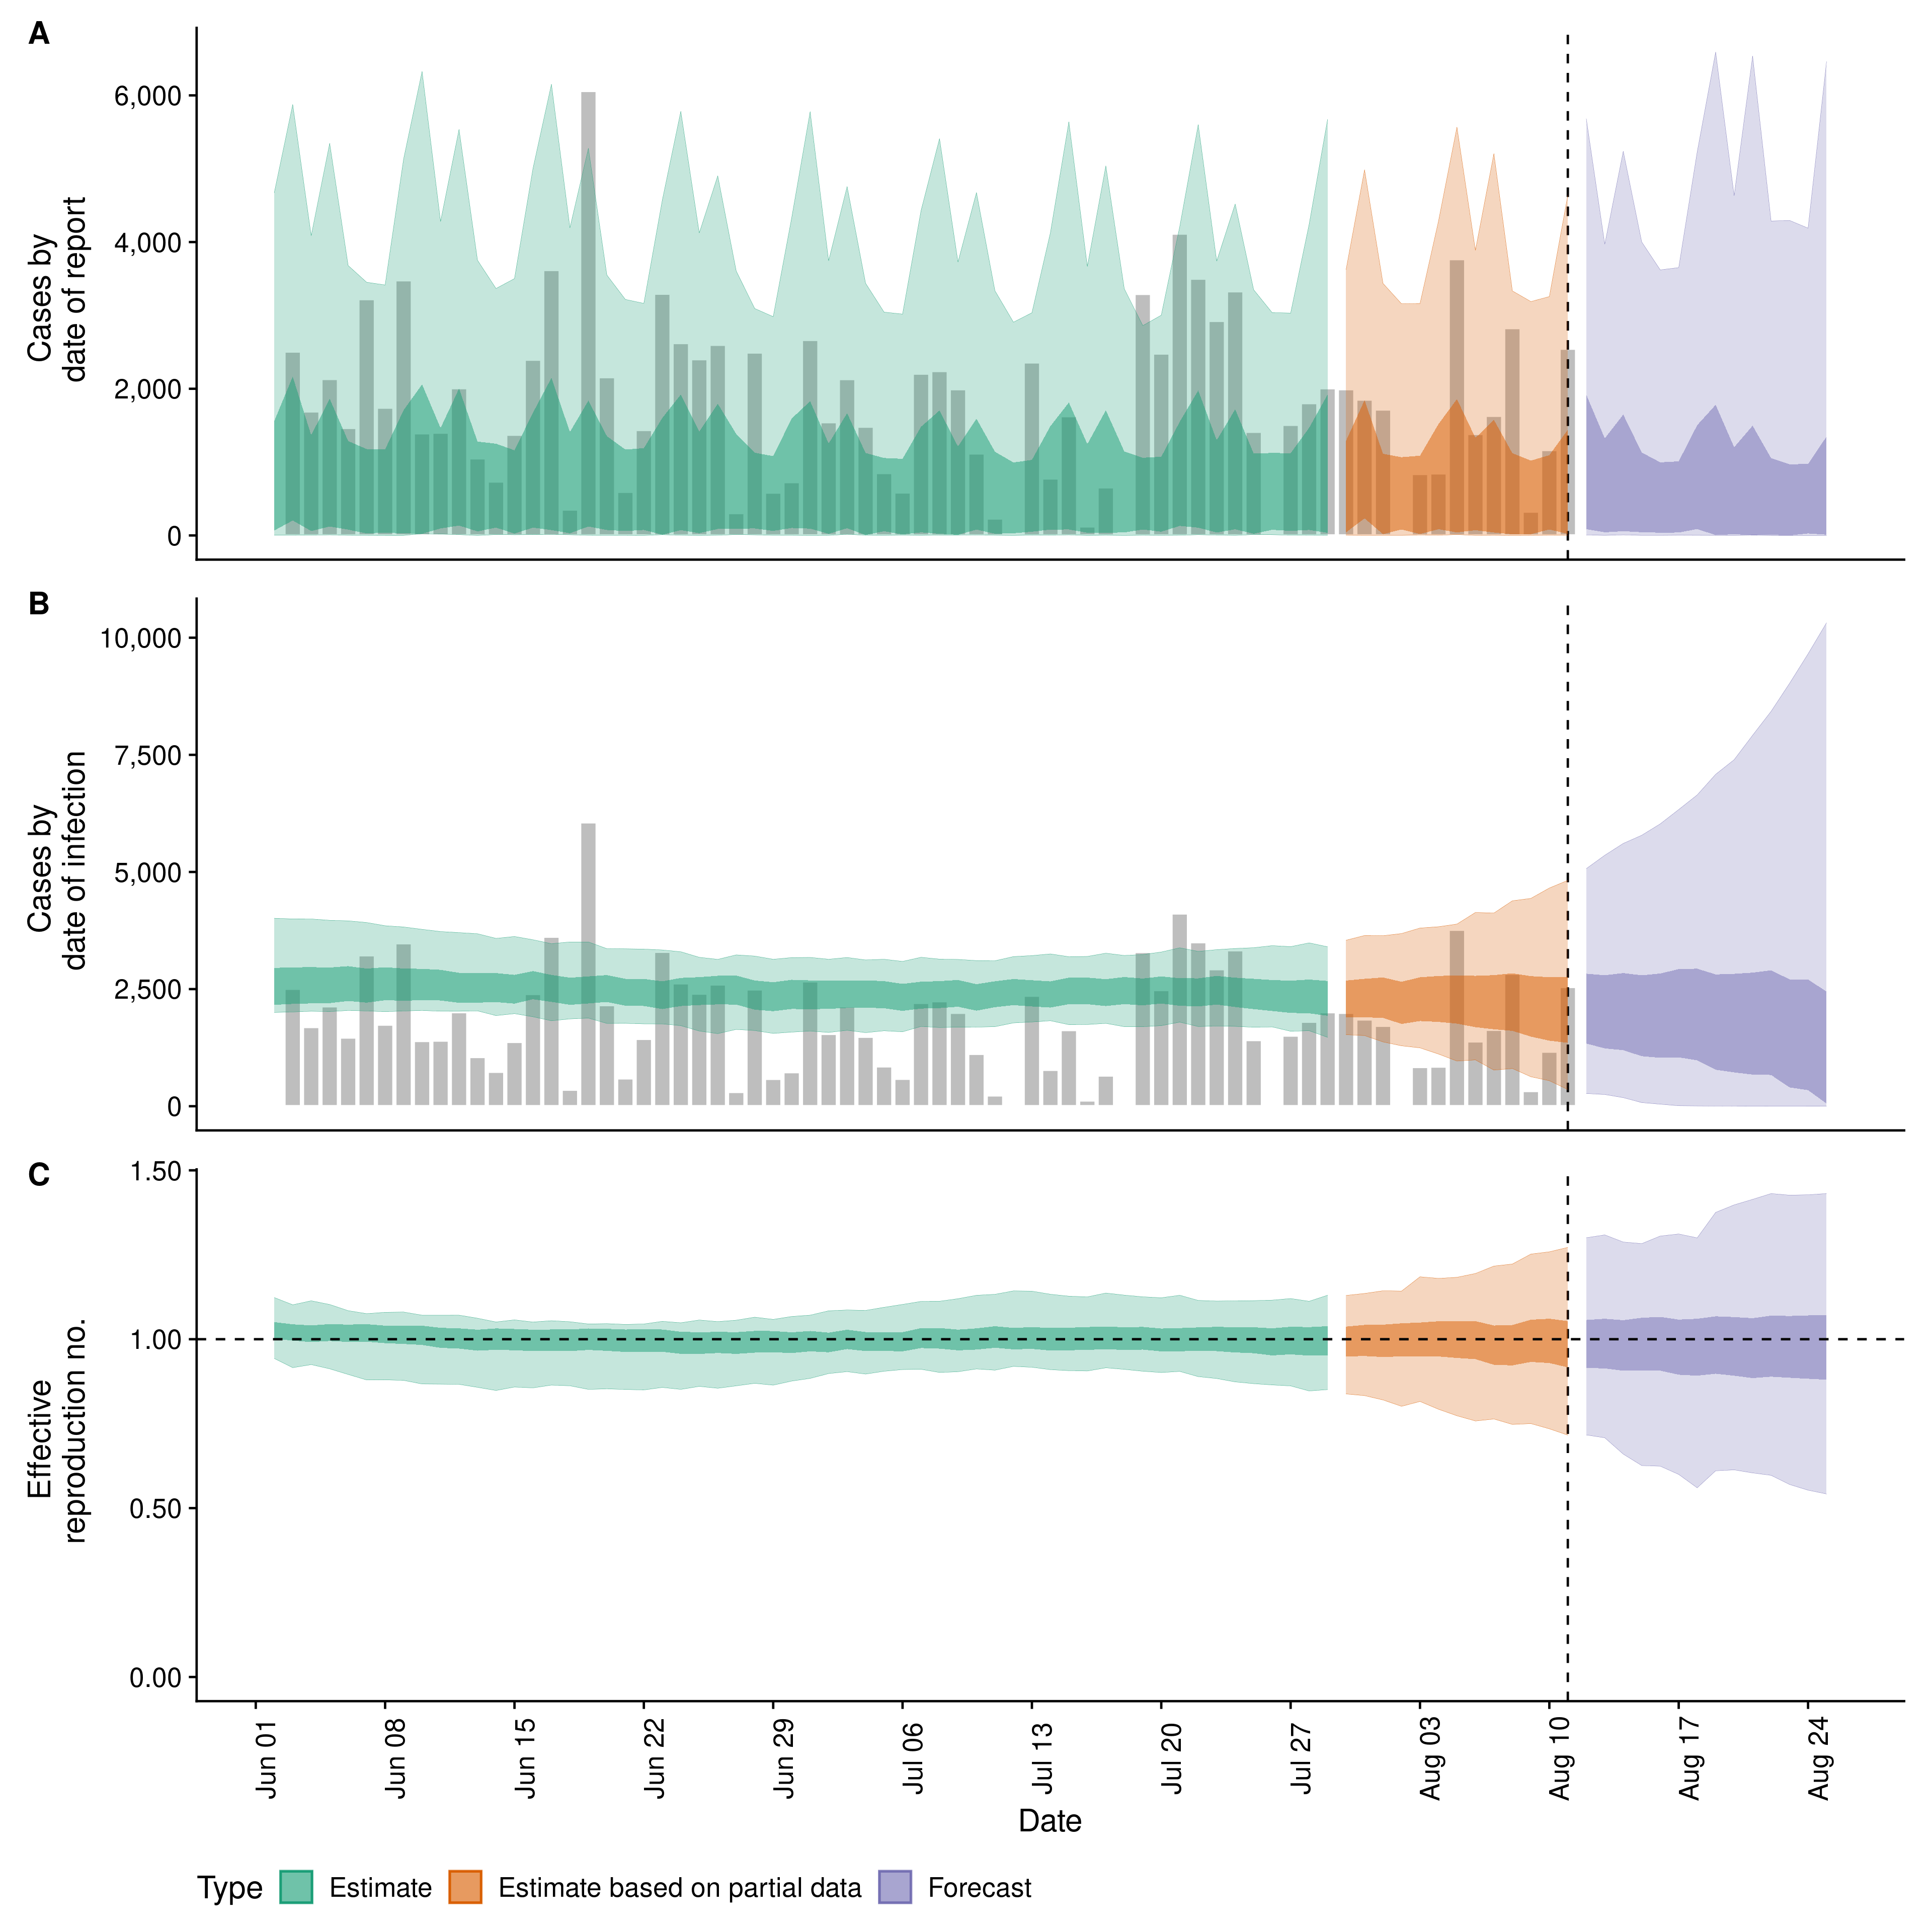 A
Cases by
date of report
6,000
4,000
2,000
0
B
Cases by
date of infection
10,000
7,500
5,000
2,500
0
C
Effective
reproduction no.
1.50
1.00
0.50
0.00
Jun 01
Jun 08
Jun 15
Jun 22
Jun 29
Jul 06
Jul 13
Jul 20
Jul 27
Aug 03
Aug 10
Aug 17
Aug 24
Date
Type Estimate Estimate based on partial data Forecast